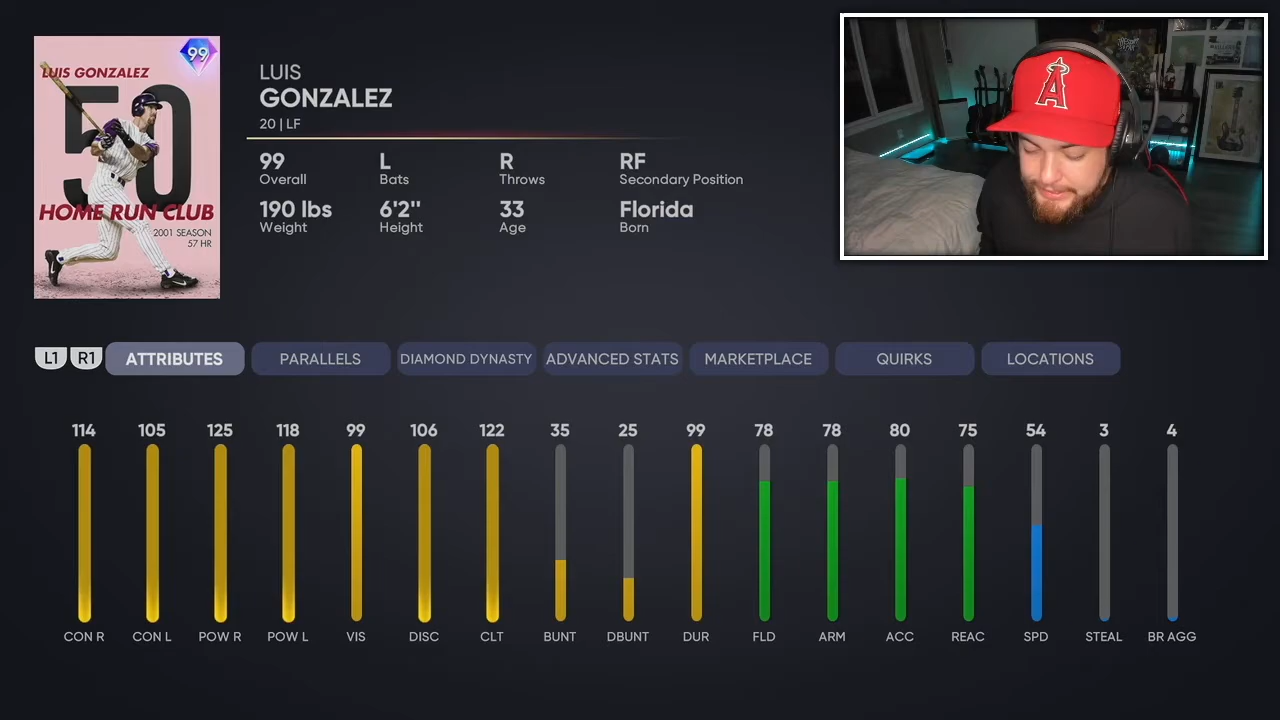 99
LUIS GONZALEZ
50
HOME RUN CLUB
2001 SEASON
57 HR
LUIS
GONZALEZ
20 | LF
99 L R RF
Overall Bats Throws Secondary Position
190 lbs 6'2'' 33 Florida
Weight Height Age Born
A
L1 R1 ATTRIBUTES PARALLELS DIAMOND DYNASTY ADVANCED STATS MARKETPLACE QUIRKS LOCATIONS
114 105 125 118 99 106 122 35 25 99 78 78 80 75 54 3 4
CON R CON L POW R POW L VIS DISC CLT BUNT DBUNT DUR FLD ARM ACC REAC SPD STEAL BR AGG